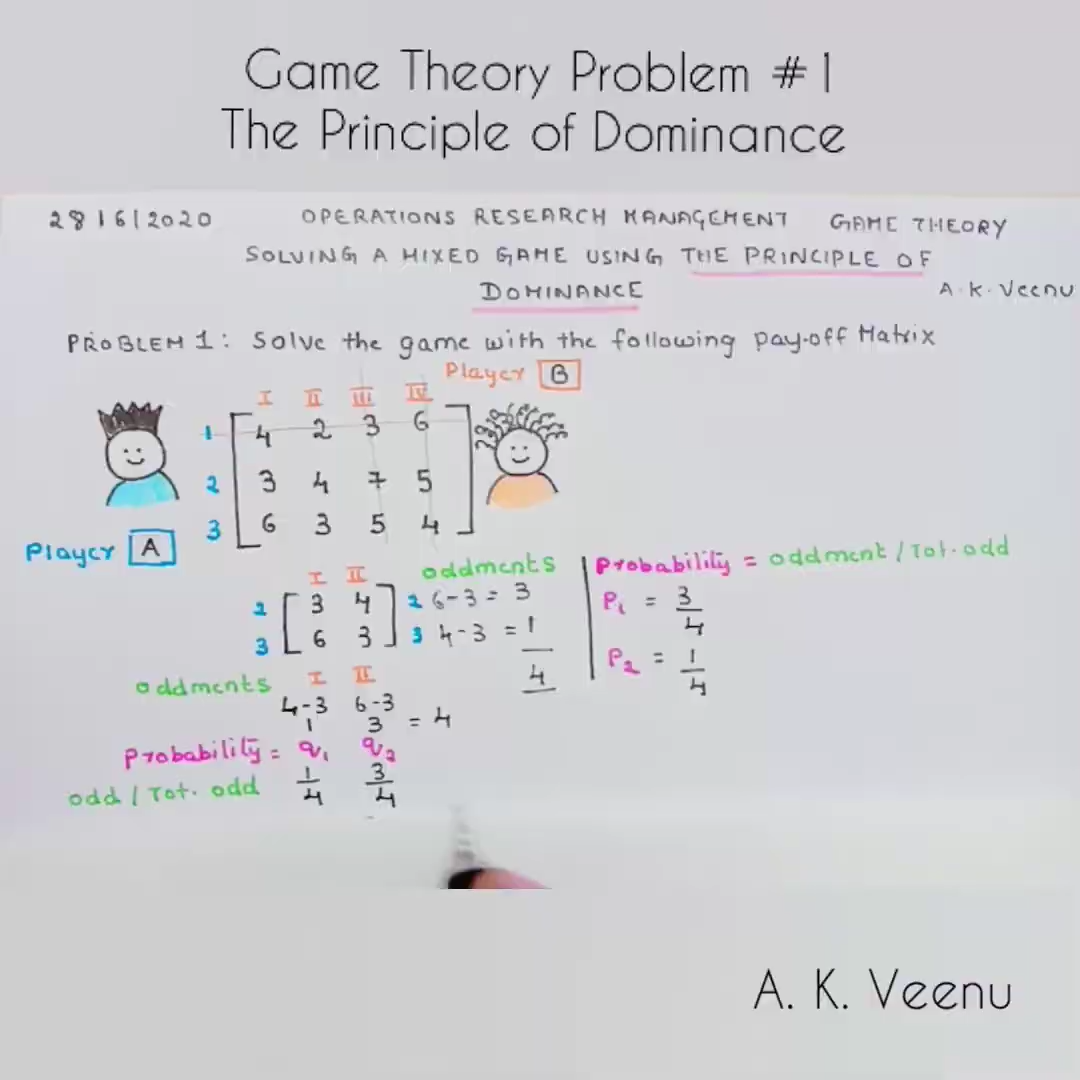 Game Theory Problem #1
The Principle of Dominance
28|6|2020 OPERATIONS RESEARCH MANAGEMENT GAME THEORY
SOLVING A MIXED GAME USING THE PRINCIPLE OF
DOMINANCE A.K.Veenu
PROBLEM 1: Solve the game with the following pay-off Matrix
Player B
I II III IV
1 4 2 3 6
2 3 4 7 5
3 6 3 5 4
Player A
I II oddments
2 3 4 2 6-3 = 3
3 6 3 3 4-3 = 1
4
Probability = oddment / Tot. odd
P1 = 3/4
P2 = 1/4
oddments I II
4-3 6-3
1 3 = 4
Probability = q1 q2
odd / Tot. odd 1/4 3/4
A. K. Veenu